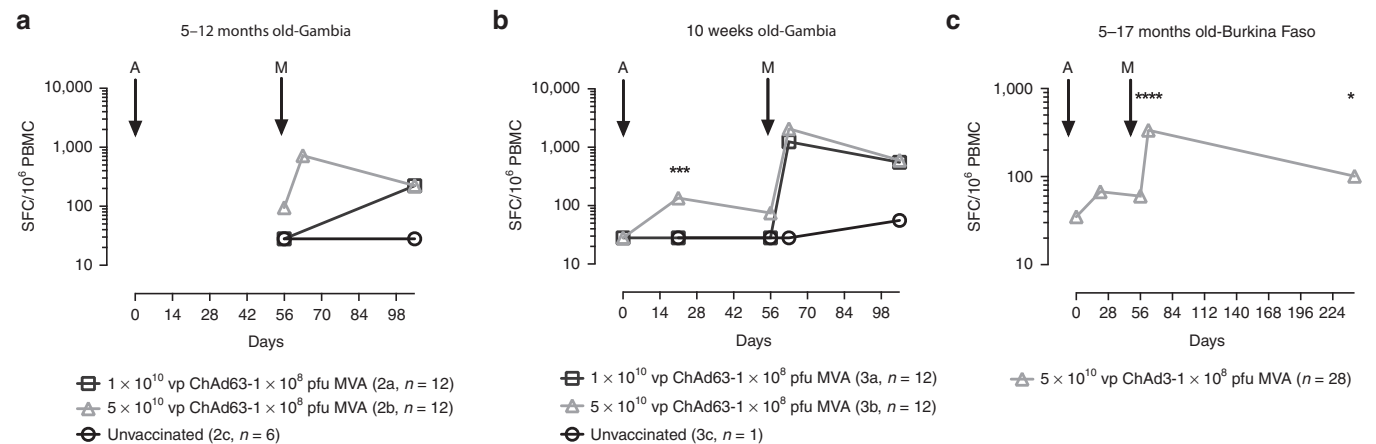 a
5–12 months old-Gambia
A
M
10,000
1,000
100
10
SFC/10⁶ PBMC
0 14 28 42 56 70 84 98
Days
1 × 10¹⁰ vp ChAd63-1 × 10⁸ pfu MVA (2a, n = 12)
5 × 10¹⁰ vp ChAd63-1 × 10⁸ pfu MVA (2b, n = 12)
Unvaccinated (2c, n = 6)
b
10 weeks old-Gambia
A
M
10,000
1,000
100
10
SFC/10⁶ PBMC
***
0 14 28 42 56 70 84 98
Days
1 × 10¹⁰ vp ChAd63-1 × 10⁸ pfu MVA (3a, n = 12)
5 × 10¹⁰ vp ChAd63-1 × 10⁸ pfu MVA (3b, n = 12)
Unvaccinated (3c, n = 1)
c
5–17 months old-Burkina Faso
A
M
1,000
100
10
SFC/10⁶ PBMC
**** *
0 28 56 84 112 140 168 196 224
Days
5 × 10¹⁰ vp ChAd3-1 × 10⁸ pfu MVA (n = 28)